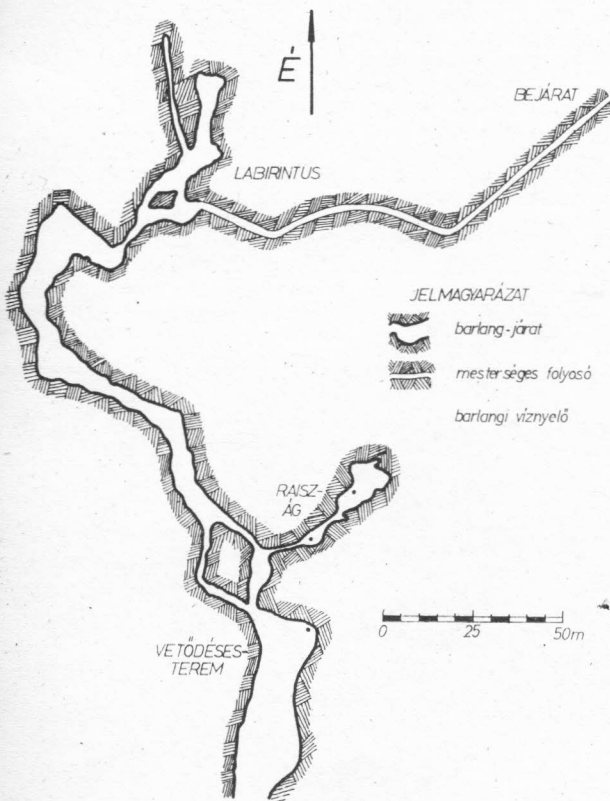 É
BEJÁRAT
LABIRINTUS
JELMAGYARÁZAT
barlang-járat
mesterséges folyosó
barlangi víznyelő
RAISZ-
ÁG
VETŐDÉSES-
TEREM
0 25 50m